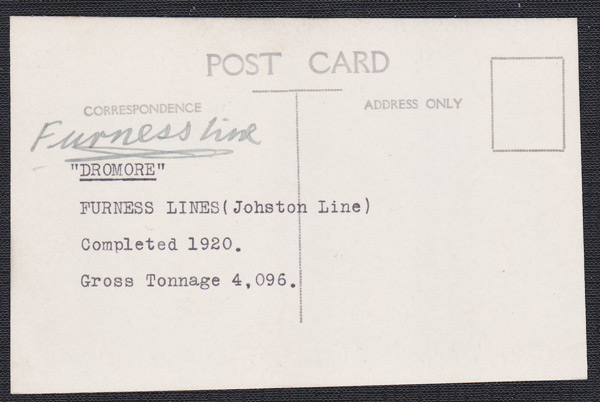 POST CARD
CORRESPONDENCE
ADDRESS ONLY
Furness line
"DROMORE"
FURNESS LINES(Johston Line)
Completed 1920.
Gross Tonnage 4,096.